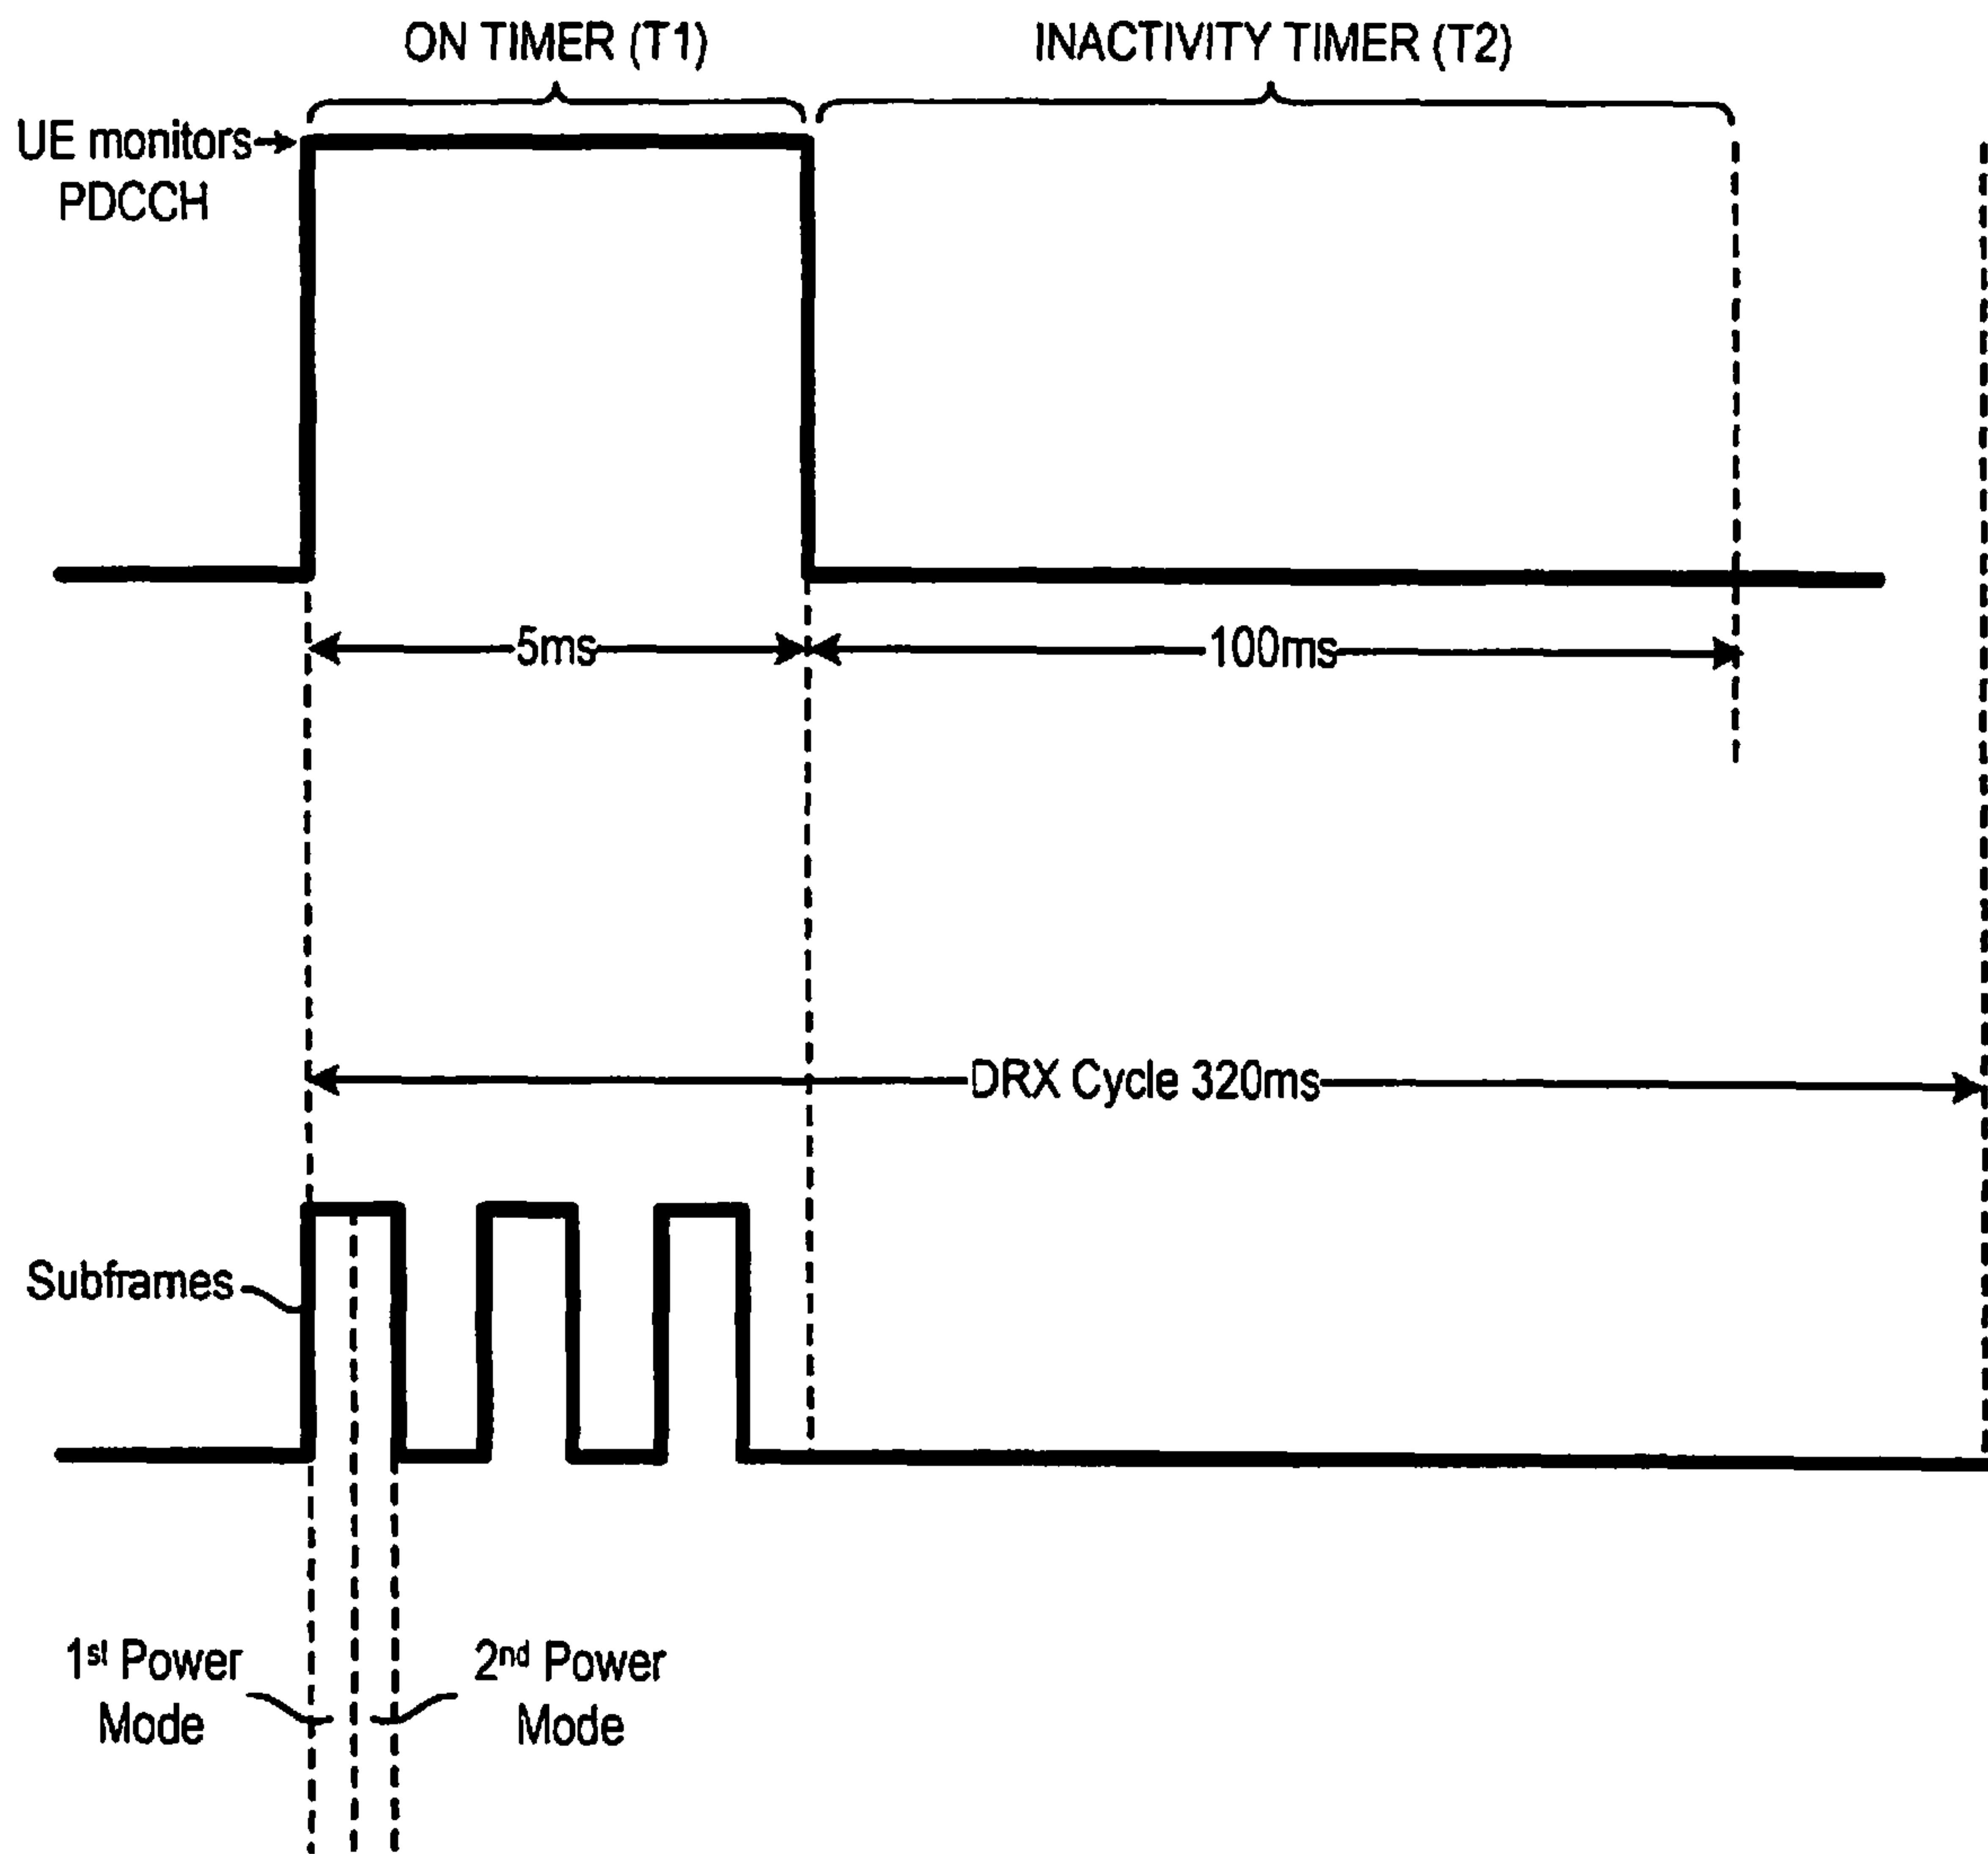 ON TIMER (T1)
INACTIVITY TIMER (T2)
UE monitors
PDCCH
5ms
100ms
DRX Cycle 320ms
Subframes
1st Power
Mode
2nd Power
Mode